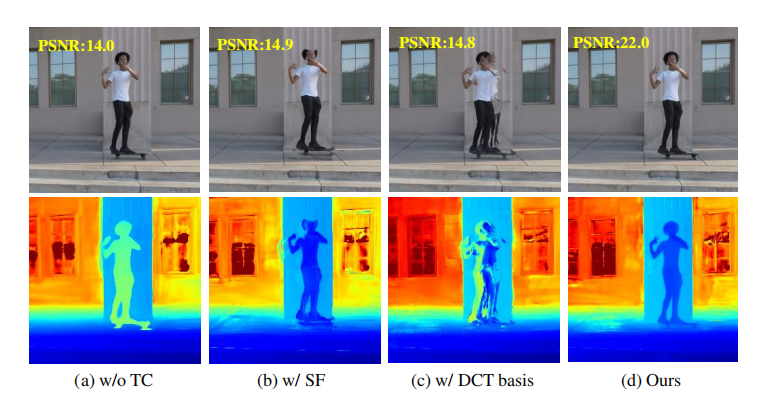 PSNR:14.0
PSNR:14.9
PSNR:14.8
PSNR:22.0
(a) w/o TC
(b) w/ SF
(c) w/ DCT basis
(d) Ours